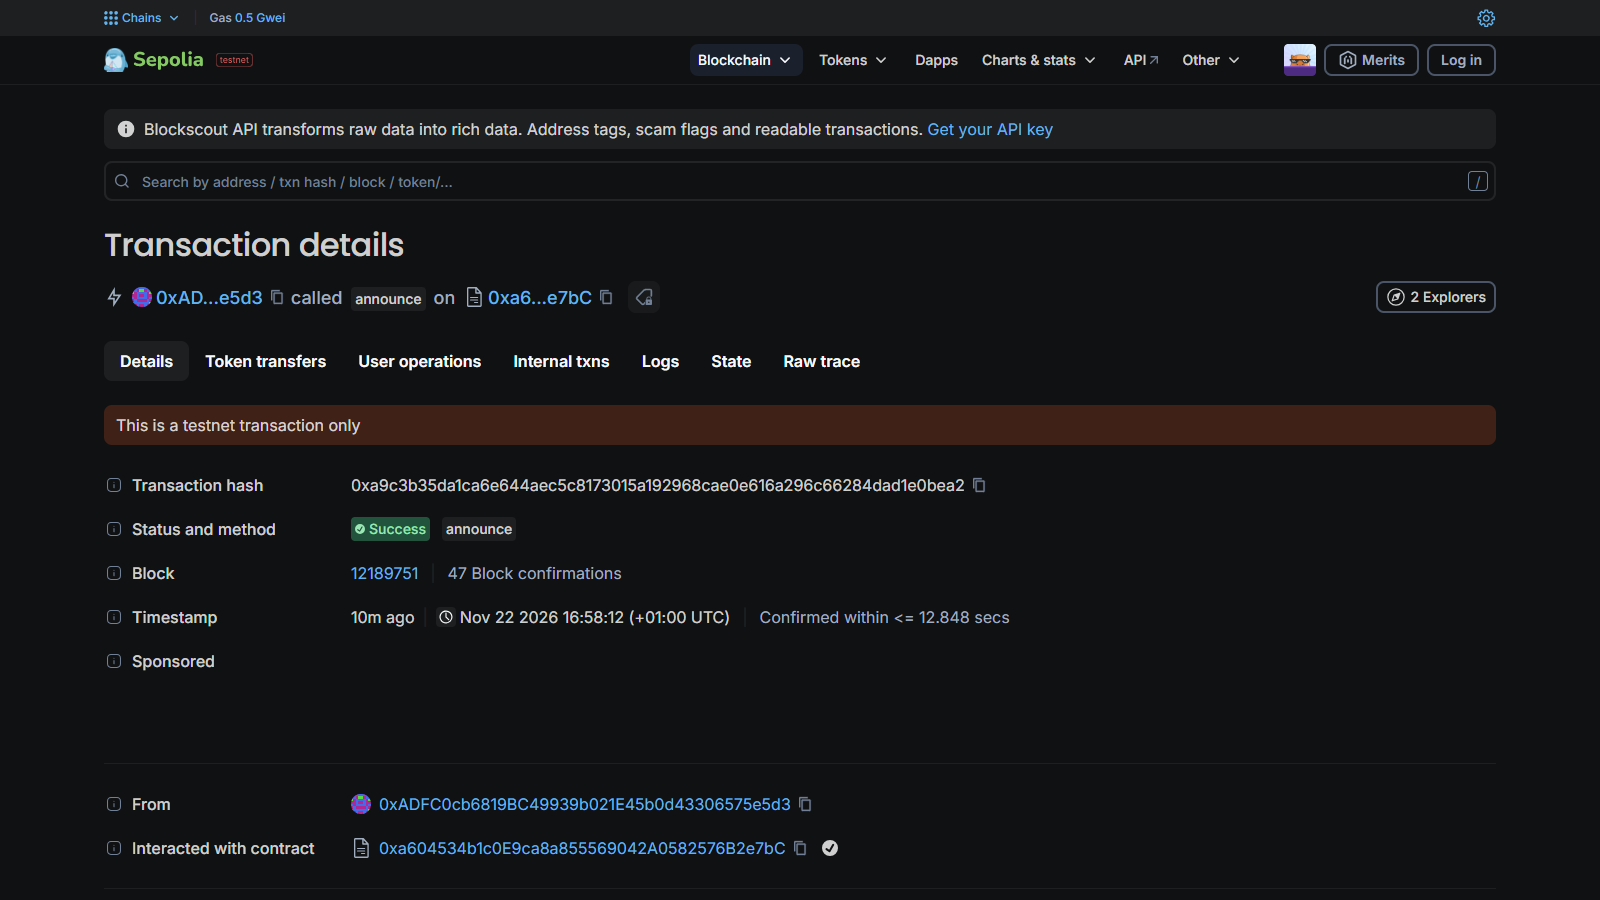 Chains Gas 0.5 Gwei
Sepolia testnet Blockchain Tokens Dapps Charts & stats API Other Merits Log in
Blockscout API transforms raw data into rich data. Address tags, scam flags and readable transactions. Get your API key
Search by address / txn hash / block / token/... /
Transaction details
0xAD...e5d3 called announce on 0xa6...e7bC 2 Explorers
Details Token transfers User operations Internal txns Logs State Raw trace
This is a testnet transaction only
Transaction hash 0xa9c3b35da1ca6e644aec5c8173015a192968cae0e616a296c66284dad1e0bea2
Status and method Success announce
Block 12189751 47 Block confirmations
Timestamp 10m ago Nov 22 2026 16:58:12 (+01:00 UTC) Confirmed within <= 12.848 secs
Sponsored
From 0xADFC0cb6819BC49939b021E45b0d43306575e5d3
Interacted with contract 0xa604534b1c0E9ca8a855569042A0582576B2e7bC